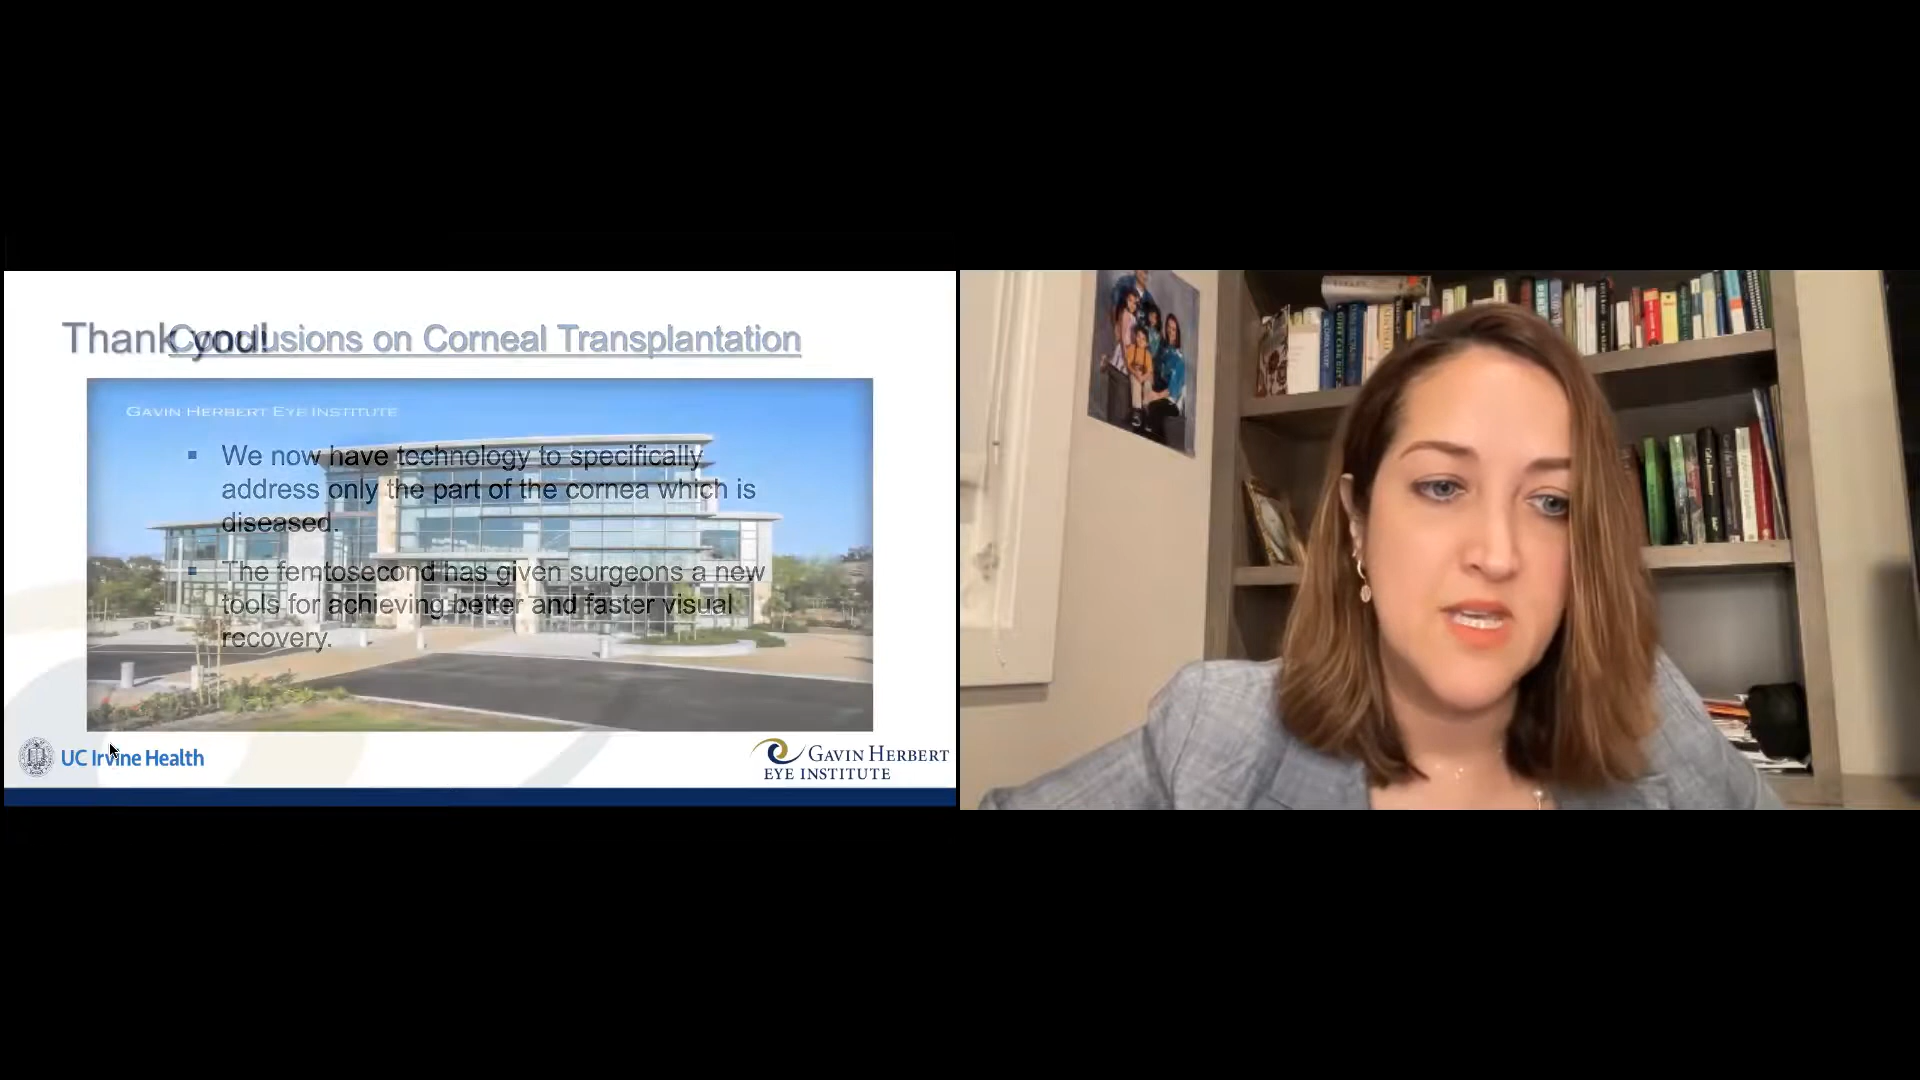 Thank you!
Conclusions on Corneal Transplantation
GAVIN HERBERT EYE INSTITUTE
▪ We now have technology to specifically
address only the part of the cornea which is
diseased.
▪ The femtosecond has given surgeons a new
tools for achieving better and faster visual
recovery.
UC Irvine Health
GAVIN HERBERT
EYE INSTITUTE